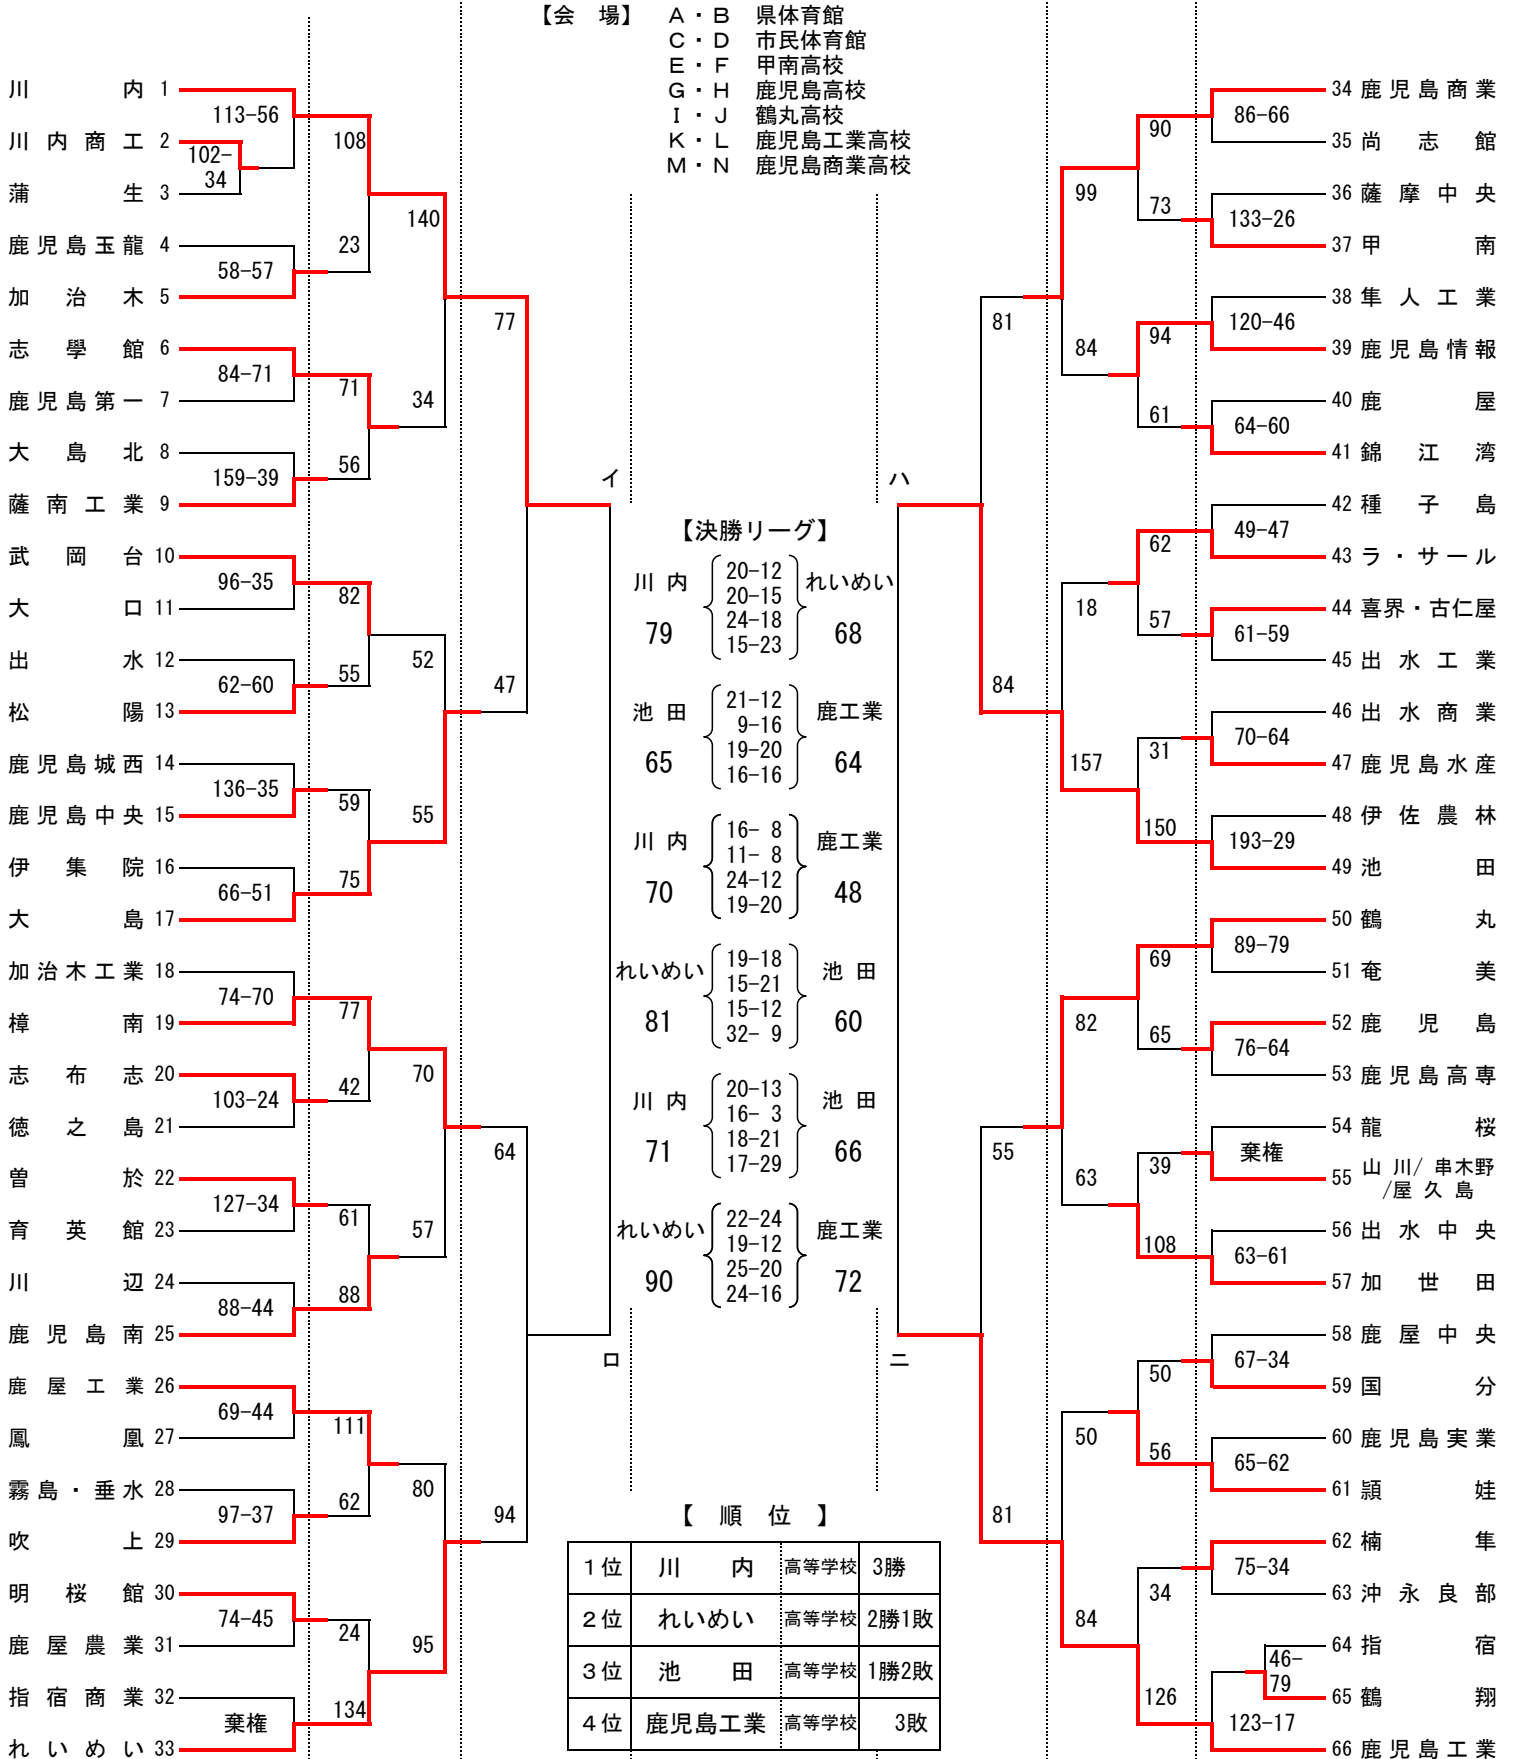 【会　場】　Ａ・Ｂ　県体育館
Ｃ・Ｄ　市民体育館
Ｅ・Ｆ　甲南高校
Ｇ・Ｈ　鹿児島高校
Ｉ・Ｊ　鶴丸高校
Ｋ・Ｌ　鹿児島工業高校
Ｍ・Ｎ　鹿児島商業高校
川内 1
113-56
川内商工 2
102-34
蒲生 3
108
鹿児島玉龍 4
58-57
加治木 5
23
140
志學館 6
84-71
鹿児島第一 7
71
大島北 8
159-39
薩南工業 9
56
34
77
武岡台 10
96-35
大口 11
82
出水 12
62-60
松陽 13
55
52
鹿児島城西 14
136-35
鹿児島中央 15
59
伊集院 16
66-51
大島 17
75
55
47
イ
加治木工業 18
74-70
樟南 19
77
志布志 20
103-24
徳之島 21
42
70
曽於 22
127-34
育英館 23
61
川辺 24
88-44
鹿児島南 25
88
57
64
鹿屋工業 26
69-44
鳳凰 27
111
霧島・垂水 28
97-37
吹上 29
62
80
明桜館 30
74-45
鹿屋農業 31
24
指宿商業 32
棄権
れいめい 33
134
95
94
ロ
【決勝リーグ】
川内 79
20-12
20-15
24-18
15-23
れいめい 68
池田 65
21-12
9-16
19-20
16-16
鹿工業 64
川内 70
16- 8
11- 8
24-12
19-20
鹿工業 48
れいめい 81
19-18
15-21
15-12
32- 9
池田 60
川内 71
20-13
16- 3
18-21
17-29
池田 66
れいめい 90
22-24
19-12
25-20
24-16
鹿工業 72
【　順　位　】
１位 川内 高等学校 3勝
２位 れいめい 高等学校 2勝1敗
３位 池田 高等学校 1勝2敗
４位 鹿児島工業 高等学校 3敗
34 鹿児島商業
86-66
35 尚志館
90
36 薩摩中央
133-26
37 甲南
73
99
38 隼人工業
120-46
39 鹿児島情報
94
40 鹿屋
64-60
41 錦江湾
61
84
81
ハ
42 種子島
49-47
43 ラ・サール
62
44 喜界・古仁屋
61-59
45 出水工業
57
18
46 出水商業
70-64
47 鹿児島水産
31
48 伊佐農林
193-29
49 池田
150
157
84
50 鶴丸
89-79
51 奄美
69
52 鹿児島
76-64
53 鹿児島高専
65
82
54 龍桜
棄権
55 山川/串木野
/屋久島
39
56 出水中央
63-61
57 加世田
108
63
55
ニ
58 鹿屋中央
67-34
59 国分
50
60 鹿児島実業
65-62
61 頴娃
56
50
62 楠隼
75-34
63 沖永良部
34
64 指宿
46-79
65 鶴翔
123-17
66 鹿児島工業
126
84
81